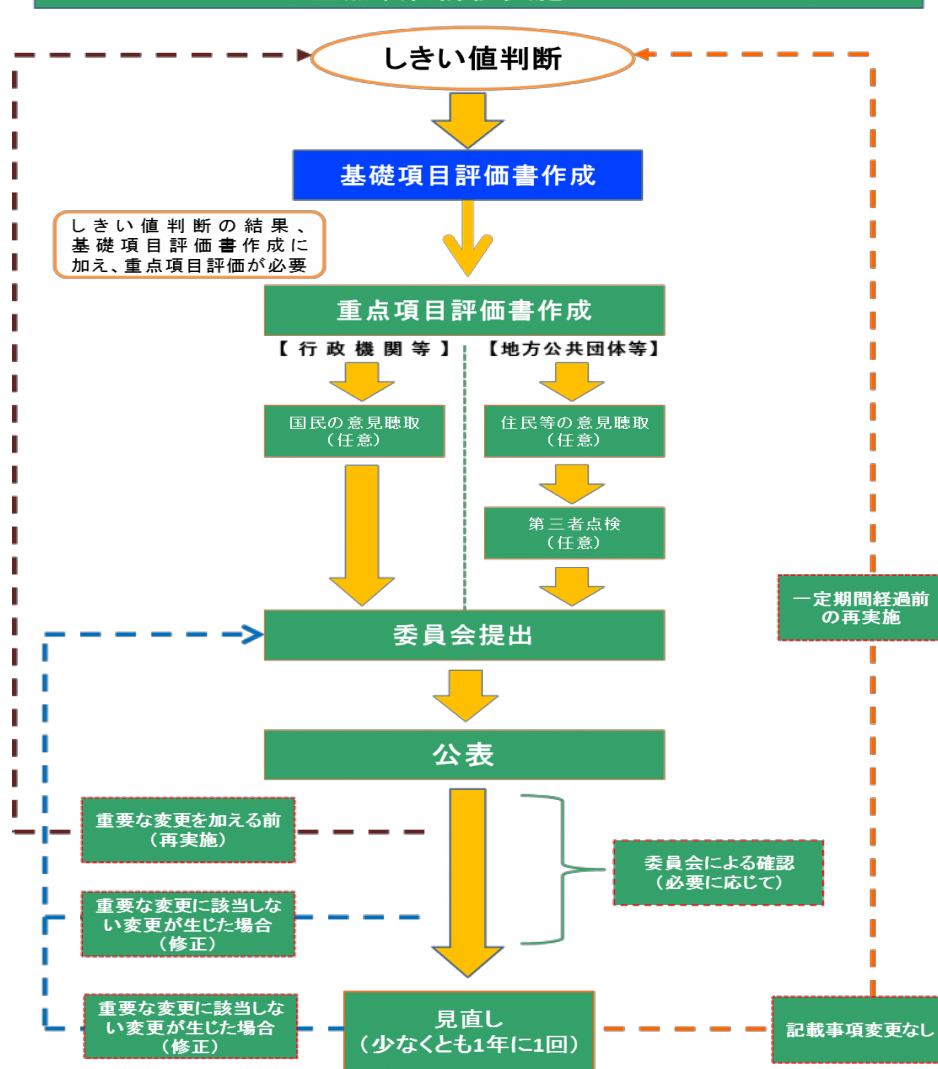 しきい値判断
基礎項目評価書作成
しきい値判断の結果、
基礎項目評価書作成に
加え、重点項目評価が必要
重点項目評価書作成
【行政機関等】
【地方公共団体等】
国民の意見聴取
(任意)
住民等の意見聴取
(任意)
第三者点検
(任意)
一定期間経過前
の再実施
委員会提出
公表
重要な変更を加える前
(再実施)
委員会による確認
(必要に応じて)
重要な変更に該当しな
い変更が生じた場合
(修正)
重要な変更に該当しな
い変更が生じた場合
(修正)
見直し
(少なくとも1年に1回)
記載事項変更なし